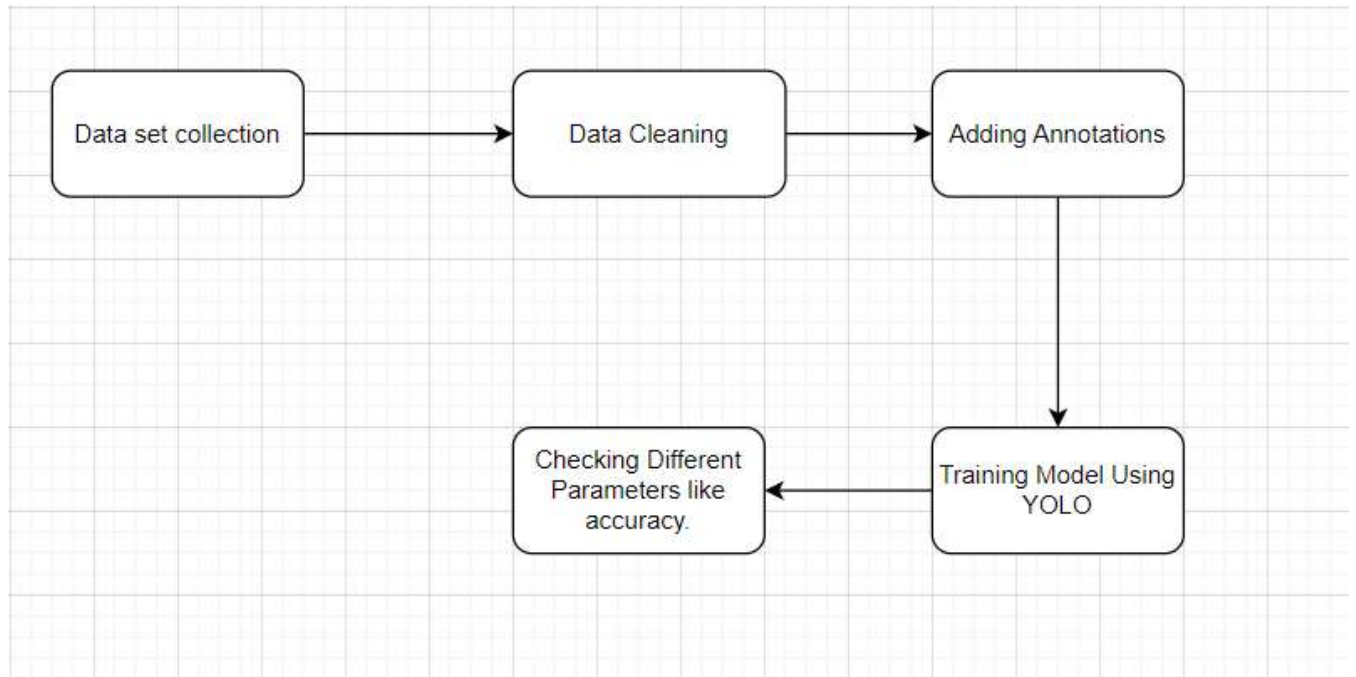 Data set collection
Data Cleaning
Adding Annotations
Training Model Using
YOLO
Checking Different
Parameters like
accuracy.